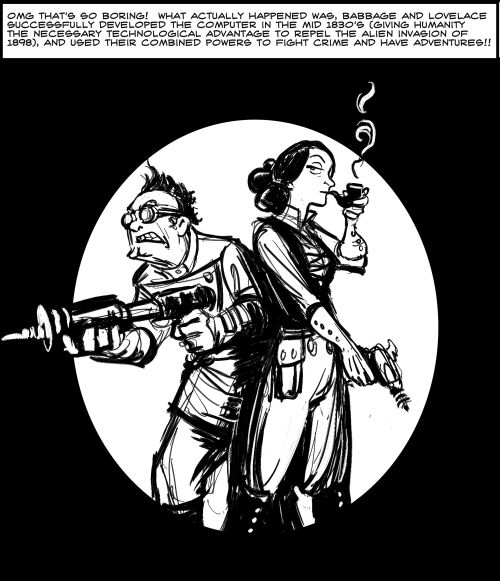 OMG THAT'S SO BORING! WHAT ACTUALLY HAPPENED WAS, BABBAGE AND LOVELACE
SUCCESSFULLY DEVELOPED THE COMPUTER IN THE MID 1830'S (GIVING HUMANITY
THE NECESSARY TECHNOLOGICAL ADVANTAGE TO REPEL THE ALIEN INVASION OF
1898), AND USED THEIR COMBINED POWERS TO FIGHT CRIME AND HAVE ADVENTURES!!